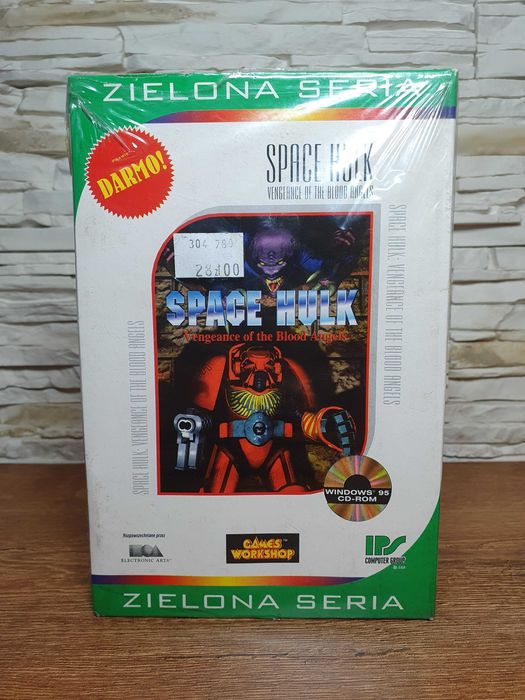 ZIELONA SERIA
DARMO!
SPACE HULK
VENGEANCE OF THE BLOOD ANGELS
SPACE HULK: VENGEANCE OF THE BLOOD ANGELS
304 789
28.00
SPACE HULK
Vengeance of the Blood Angels
SPACE HULK: VENGEANCE OF THE BLOOD ANGELS
WINDOWS 95
CD-ROM
Rozpowszechniane przez
ELECTRONIC ARTS
GAMES
WORKSHOP
IPS
COMPUTER GROUP
ZIELONA SERIA